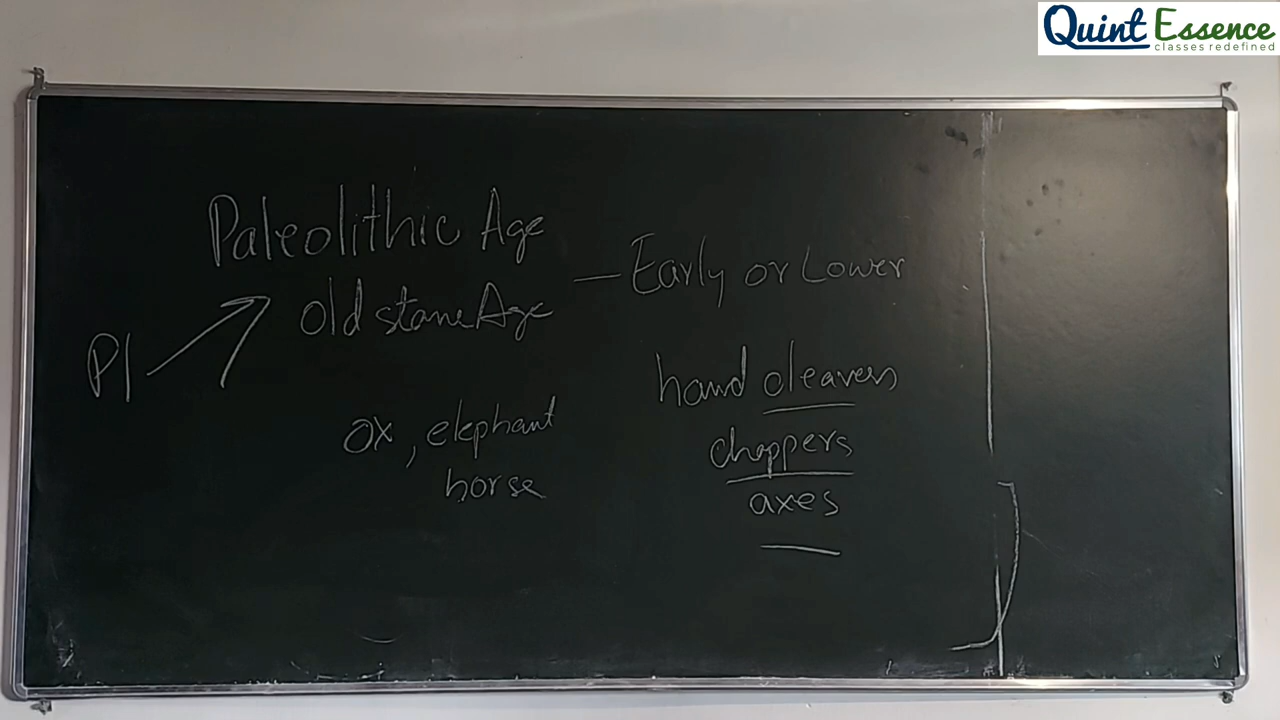 Quint Essence
classes redefined
Paleolithic Age
Old stone Age
— Early or Lower
P1
hand cleavers
ox, elephant
choppers
horse
axes